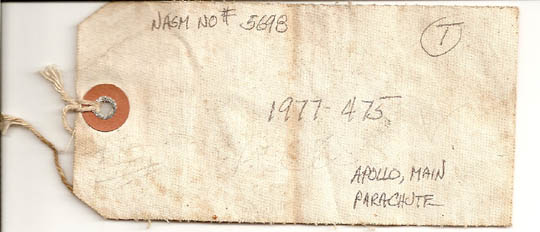 NASM NO# 5698
T
1977-475
APOLLO, MAIN
PARACHUTE